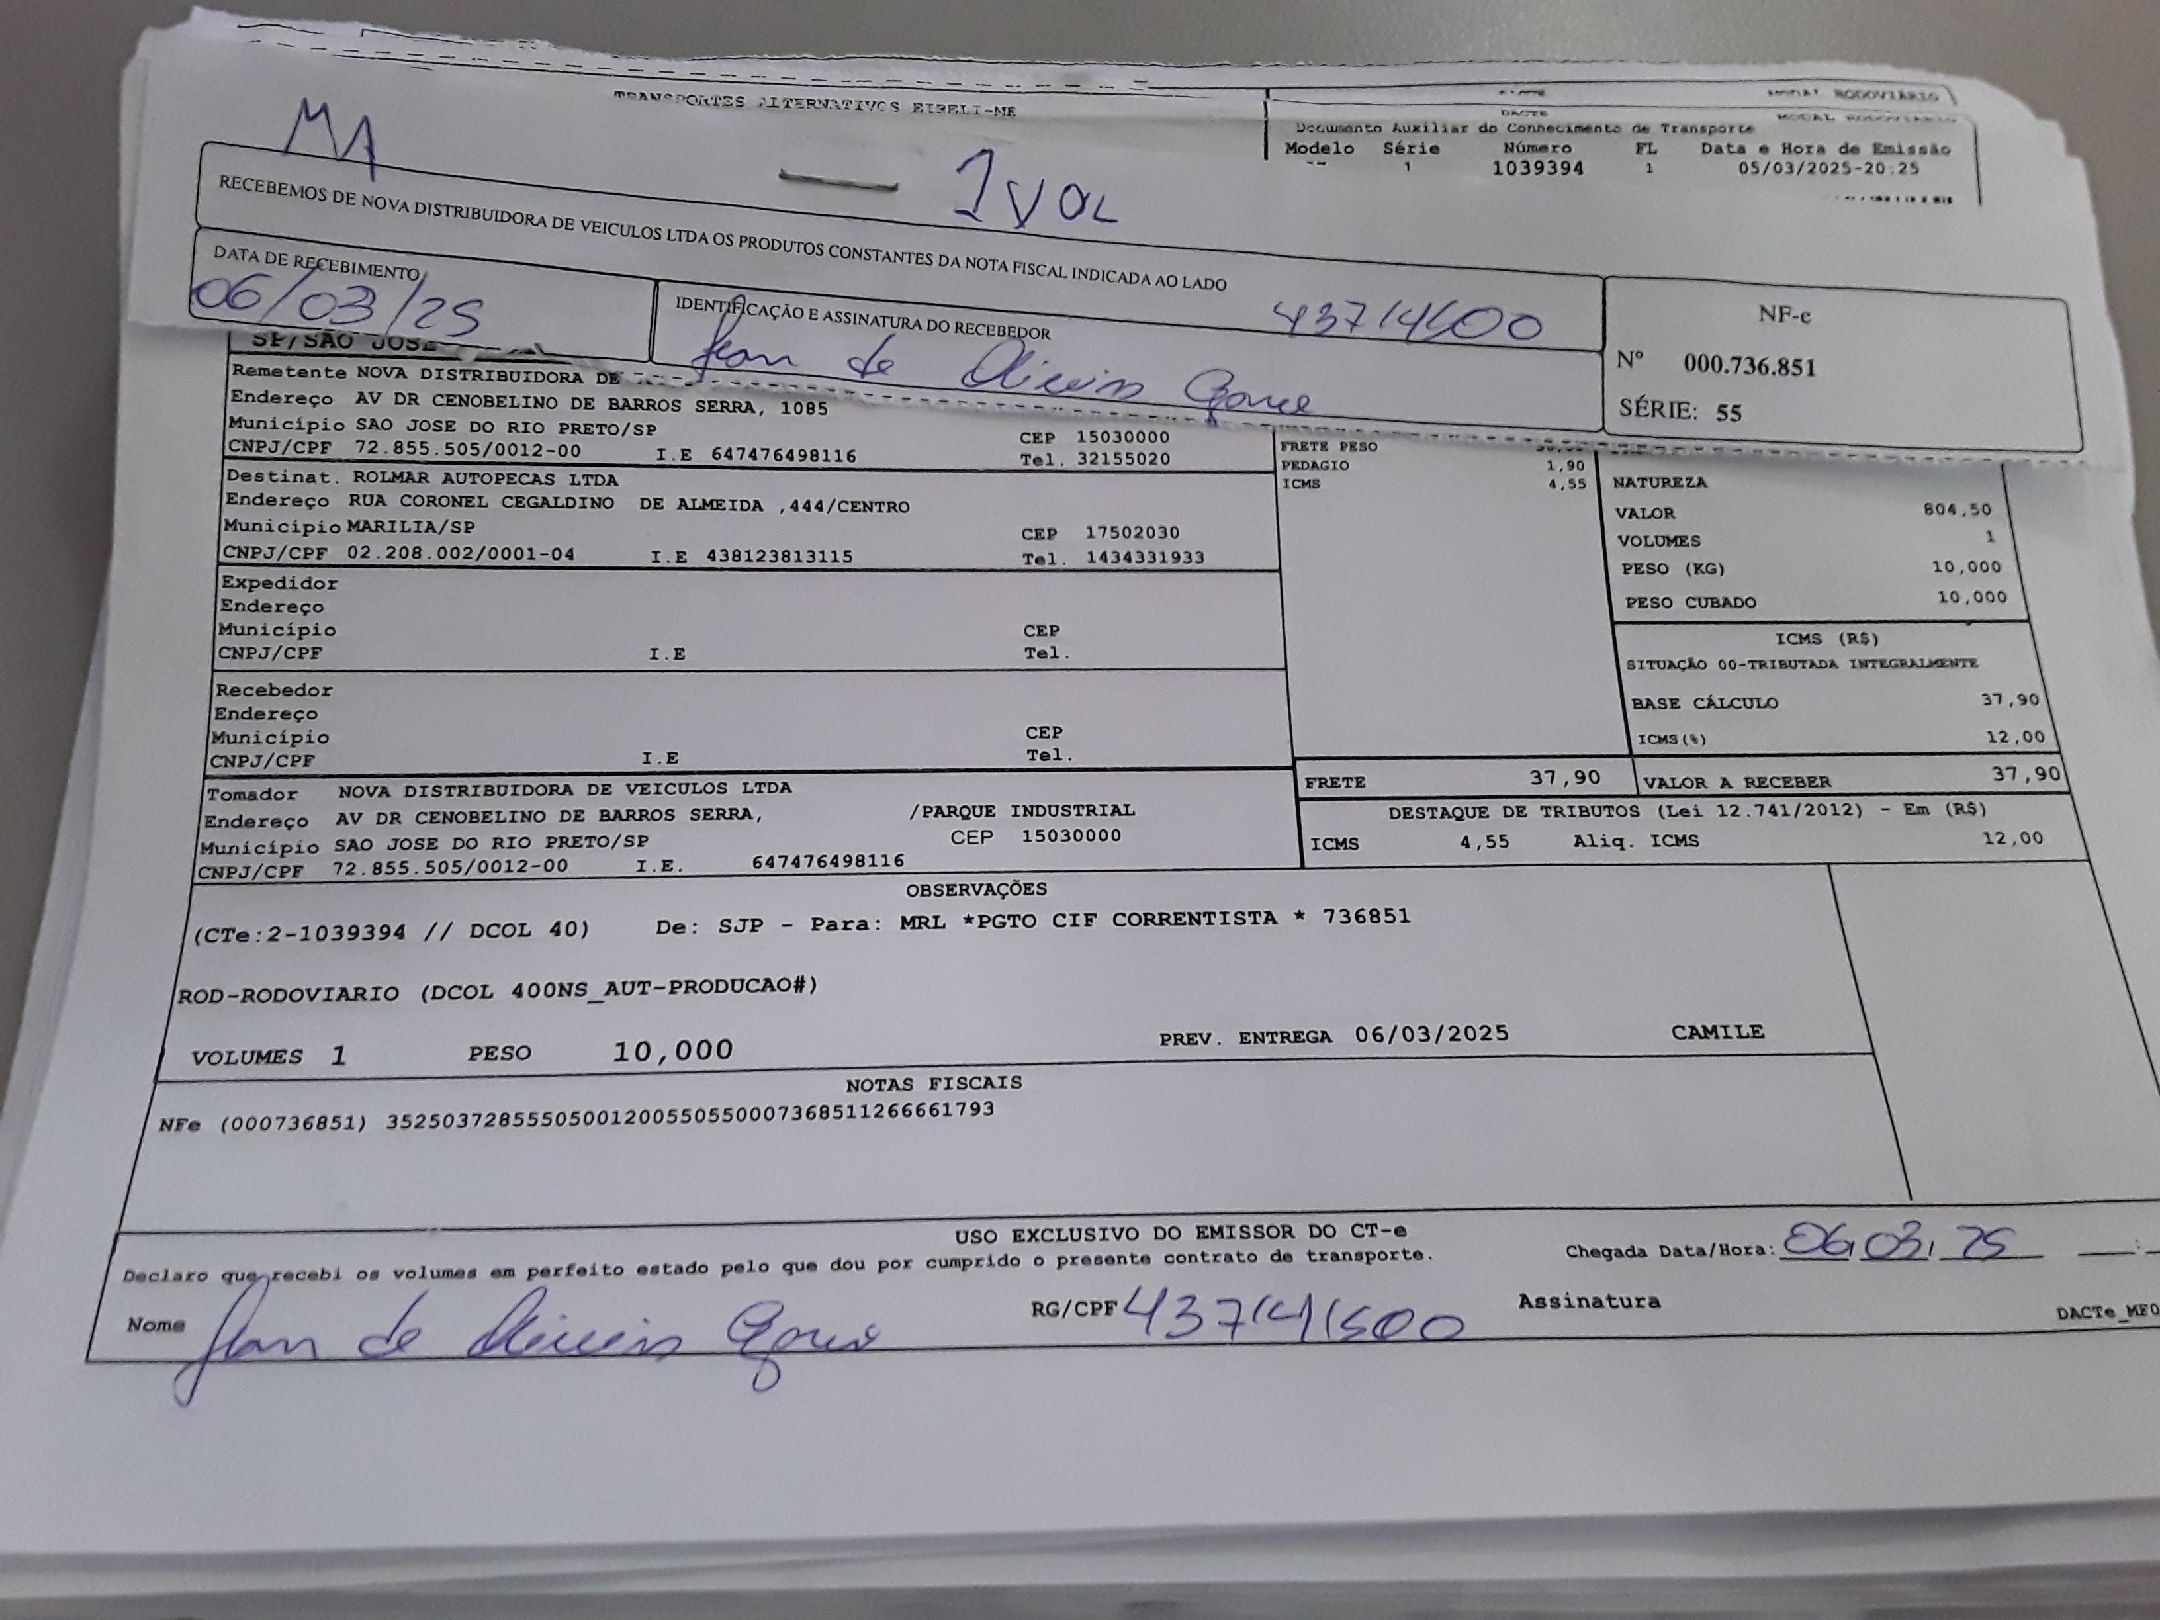 TRANSPORTES ALTERNATIVOS EIRELI-ME
MODAL RODOVIÁRIO
DACTE
Documento Auxiliar do Conhecimento de Transporte
Modelo Série Número FL Data e Hora de Emissão
1 1039394 1 05/03/2025-20:25
MA
1 VOL
RECEBEMOS DE NOVA DISTRIBUIDORA DE VEICULOS LTDA OS PRODUTOS CONSTANTES DA NOTA FISCAL INDICADA AO LADO
DATA DE RECEBIMENTO
06/03/25
IDENTIFICAÇÃO E ASSINATURA DO RECEBEDOR
Jean de Oliveira
NF-e
Nº 000.736.851
SÉRIE: 55
SP/SAO JOSE
Remetente NOVA DISTRIBUIDORA DE
Endereço AV DR CENOBELINO DE BARROS SERRA, 1085
Município SAO JOSE DO RIO PRETO/SP CEP 15030000
CNPJ/CPF 72.855.505/0012-00 I.E 647476498116 Tel. 32155020
Destinat. ROLMAR AUTOPECAS LTDA
Endereço RUA CORONEL CEGALDINO DE ALMEIDA ,444/CENTRO
Município MARILIA/SP CEP 17502030
CNPJ/CPF 02.208.002/0001-04 I.E 438123813115 Tel. 1434331933
Expedidor
Endereço
Município CEP
CNPJ/CPF I.E Tel.
Recebedor
Endereço
Município CEP
CNPJ/CPF I.E Tel.
Tomador NOVA DISTRIBUIDORA DE VEICULOS LTDA
Endereço AV DR CENOBELINO DE BARROS SERRA, /PARQUE INDUSTRIAL
Município SAO JOSE DO RIO PRETO/SP CEP 15030000
CNPJ/CPF 72.855.505/0012-00 I.E. 647476498116
FRETE PESO
PEDAGIO 1,90
ICMS 4,55
NATUREZA
VALOR 804,50
VOLUMES 1
PESO (KG) 10,000
PESO CUBADO 10,000
ICMS (R$)
SITUAÇÃO 00-TRIBUTADA INTEGRALMENTE
BASE CÁLCULO 37,90
ICMS(%) 12,00
FRETE 37,90 VALOR A RECEBER 37,90
DESTAQUE DE TRIBUTOS (Lei 12.741/2012) - Em (R$)
ICMS 4,55 Aliq. ICMS 12,00
OBSERVAÇÕES
(CTe:2-1039394 // DCOL 40) De: SJP - Para: MRL *PGTO CIF CORRENTISTA * 736851
ROD-RODOVIARIO (DCOL 400NS_AUT-PRODUCAO#)
VOLUMES 1 PESO 10,000 PREV. ENTREGA 06/03/2025 CAMILE
NOTAS FISCAIS
NFe (000736851) 35250372855505001200550550007368511266661793
USO EXCLUSIVO DO EMISSOR DO CT-e
Declaro que recebi os volumes em perfeito estado pelo que dou por cumprido o presente contrato de transporte. Chegada Data/Hora: 06 03 25
Nome Jean de Oliveira RG/CPF Assinatura